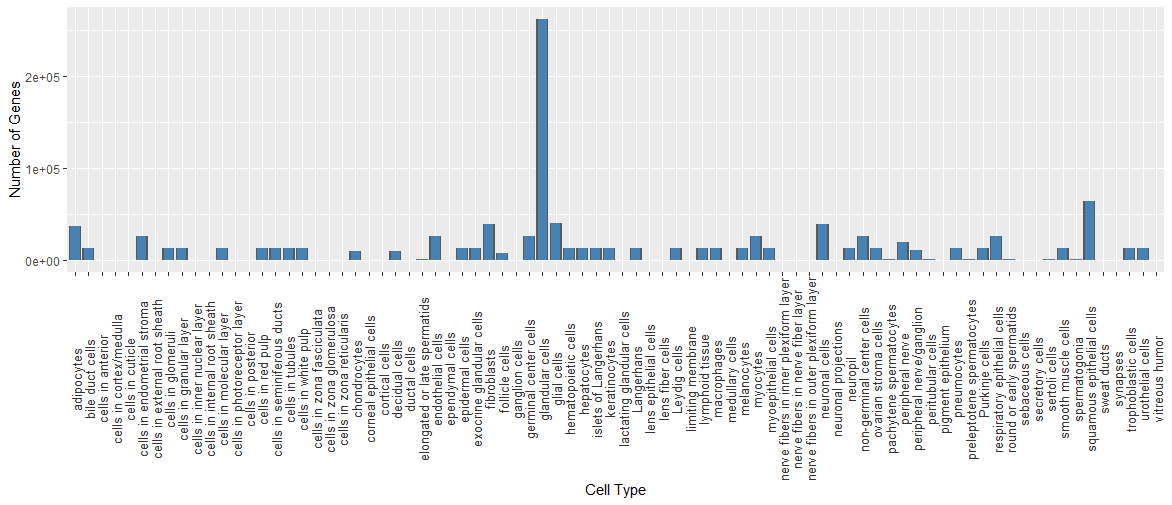 Number of Genes
2e+05
1e+05
0e+00
adipocytes
bile duct cells
cells in anterior
cells in cortex/medulla
cells in cuticle
cells in endometrial stroma
cells in external root sheath
cells in glomeruli
cells in granular layer
cells in inner nuclear layer
cells in internal root sheath
cells in molecular layer
cells in photoreceptor layer
cells in posterior
cells in red pulp
cells in seminiferous ducts
cells in tubules
cells in white pulp
cells in zona fasciculata
cells in zona glomerulosa
cells in zona reticularis
chondrocytes
corneal epithelial cells
cortical cells
decidual cells
ductal cells
elongated or late spermatids
endothelial cells
ependymal cells
epidermal cells
exocrine glandular cells
fibroblasts
follicle cells
ganglion cells
germinal center cells
glandular cells
glial cells
hematopoietic cells
hepatocytes
islets of Langerhans
keratinocytes
lactating glandular cells
Langerhans
lens epithelial cells
lens fiber cells
Leydig cells
limiting membrane
lymphoid tissue
macrophages
medullary cells
melanocytes
myocytes
myoepithelial cells
nerve fibers in inner plexiform layer
nerve fibers in nerve fiber layer
nerve fibers in outer plexiform layer
neuronal cells
neuronal projections
neuropil
non-germinal center cells
ovarian stroma cells
pachytene spermatocytes
peripheral nerve
peripheral nerve/ganglion
peritubular cells
pigment epithelium
pneumocytes
preleptotene spermatocytes
Purkinje cells
respiratory epithelial cells
round or early spermatids
sebaceous cells
secretory cells
sertoli cells
smooth muscle cells
spermatogonia
squamous epithelial cells
sweat ducts
synapses
trophoblastic cells
urothelial cells
vitreous humor
Cell Type